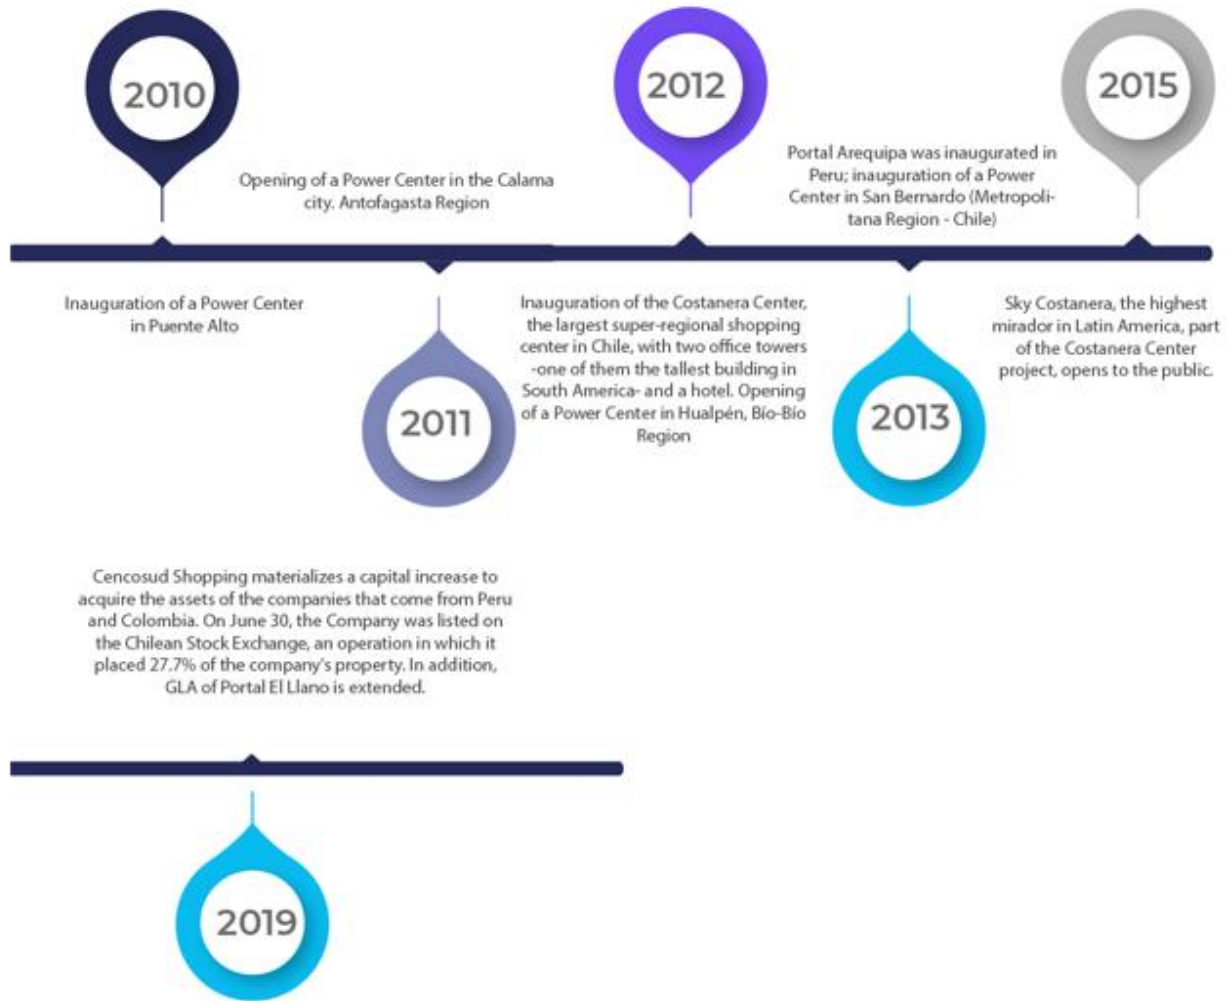 2010
Inauguration of a Power Center
in Puente Alto
Opening of a Power Center in the Calama
city. Antofagasta Region
2011
2012
Inauguration of the Costanera Center,
the largest super-regional shopping
center in Chile, with two office towers
-one of them the tallest building in
South America- and a hotel. Opening
of a Power Center in Hualpén, Bío-Bío
Region
Portal Arequipa was inaugurated in
Peru; inauguration of a Power
Center in San Bernardo (Metropoli-
tana Region - Chile)
2013
2015
Sky Costanera, the highest
mirador in Latin America, part
of the Costanera Center
project, opens to the public.
Cencosud Shopping materializes a capital increase to
acquire the assets of the companies that come from Peru
and Colombia. On June 30, the Company was listed on
the Chilean Stock Exchange, an operation in which it
placed 27.7% of the company's property. In addition,
GLA of Portal El Llano is extended.
2019